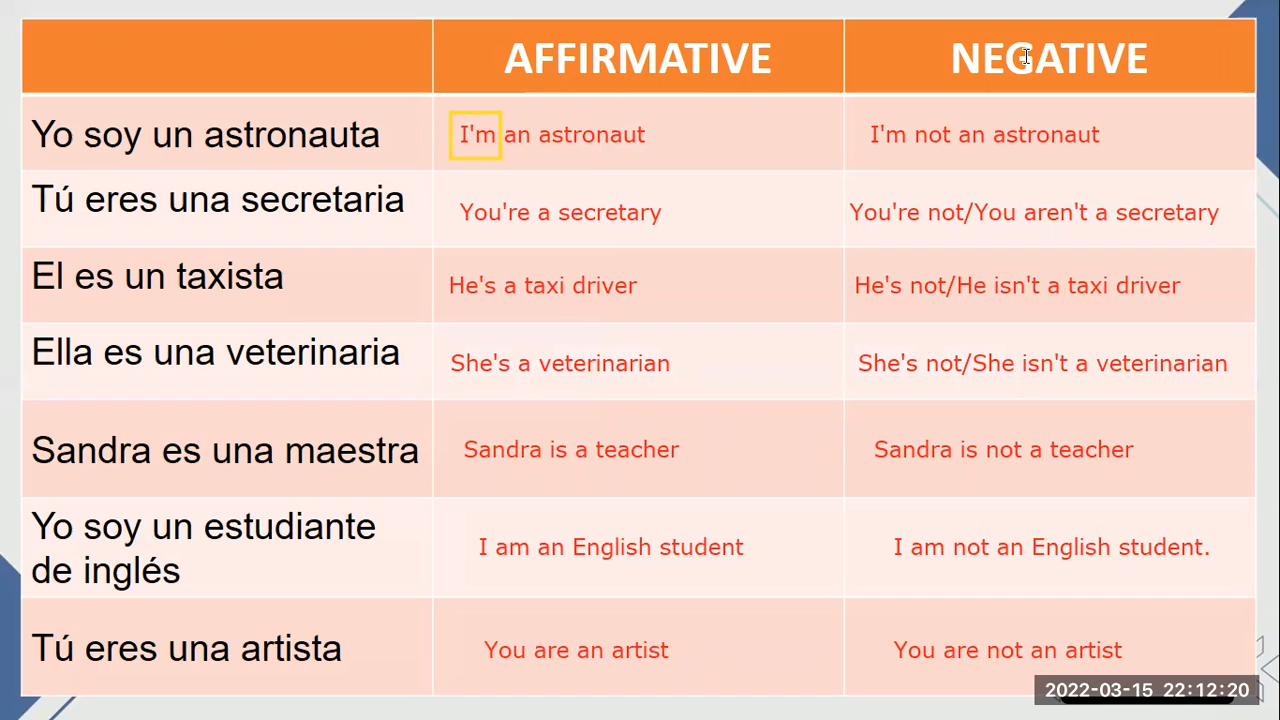 AFFIRMATIVE NEGATIVE
Yo soy un astronauta I'm an astronaut I'm not an astronaut
Tú eres una secretaria You're a secretary You're not/You aren't a secretary
El es un taxista He's a taxi driver He's not/He isn't a taxi driver
Ella es una veterinaria She's a veterinarian She's not/She isn't a veterinarian
Sandra es una maestra Sandra is a teacher Sandra is not a teacher
Yo soy un estudiante
de inglés I am an English student I am not an English student.
Tú eres una artista You are an artist You are not an artist
2022-03-15 22:12:20